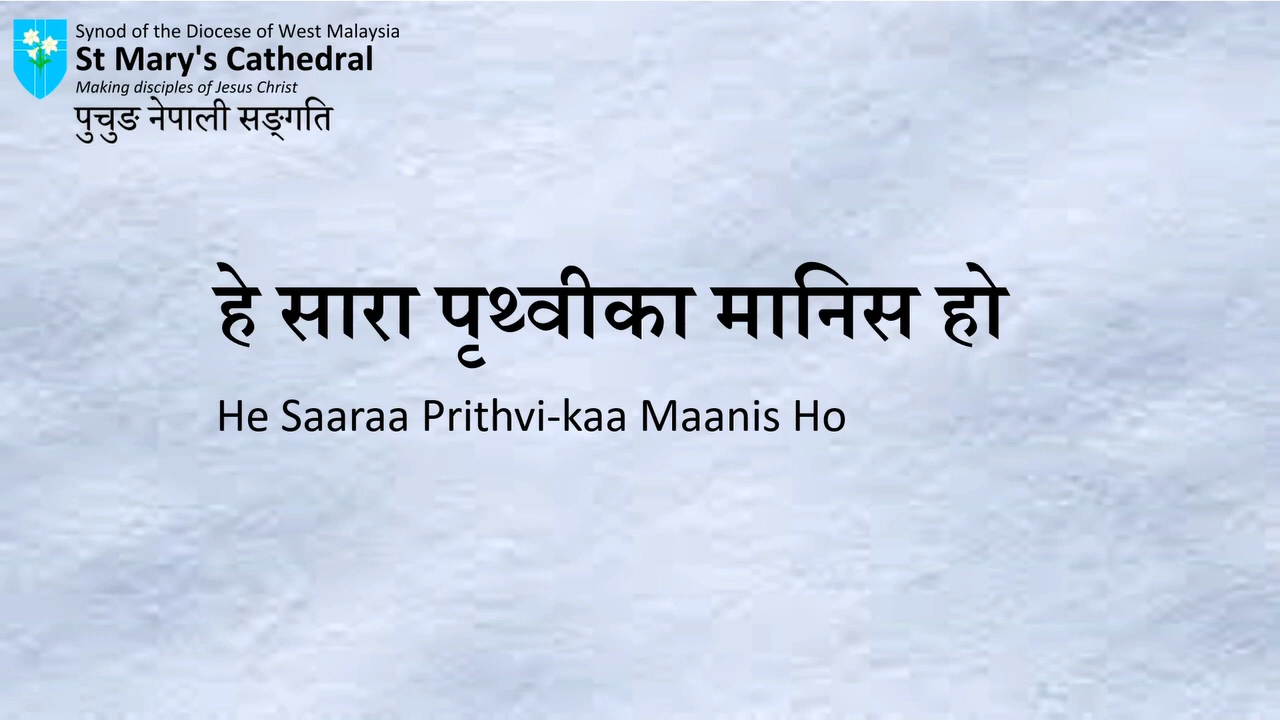 Synod of the Diocese of West Malaysia
St Mary's Cathedral
Making disciples of Jesus Christ
पुचुङ नेपाली सङ्गति
हे सारा पृथ्वीका मानिस हो
He Saaraa Prithvi-kaa Maanis Ho